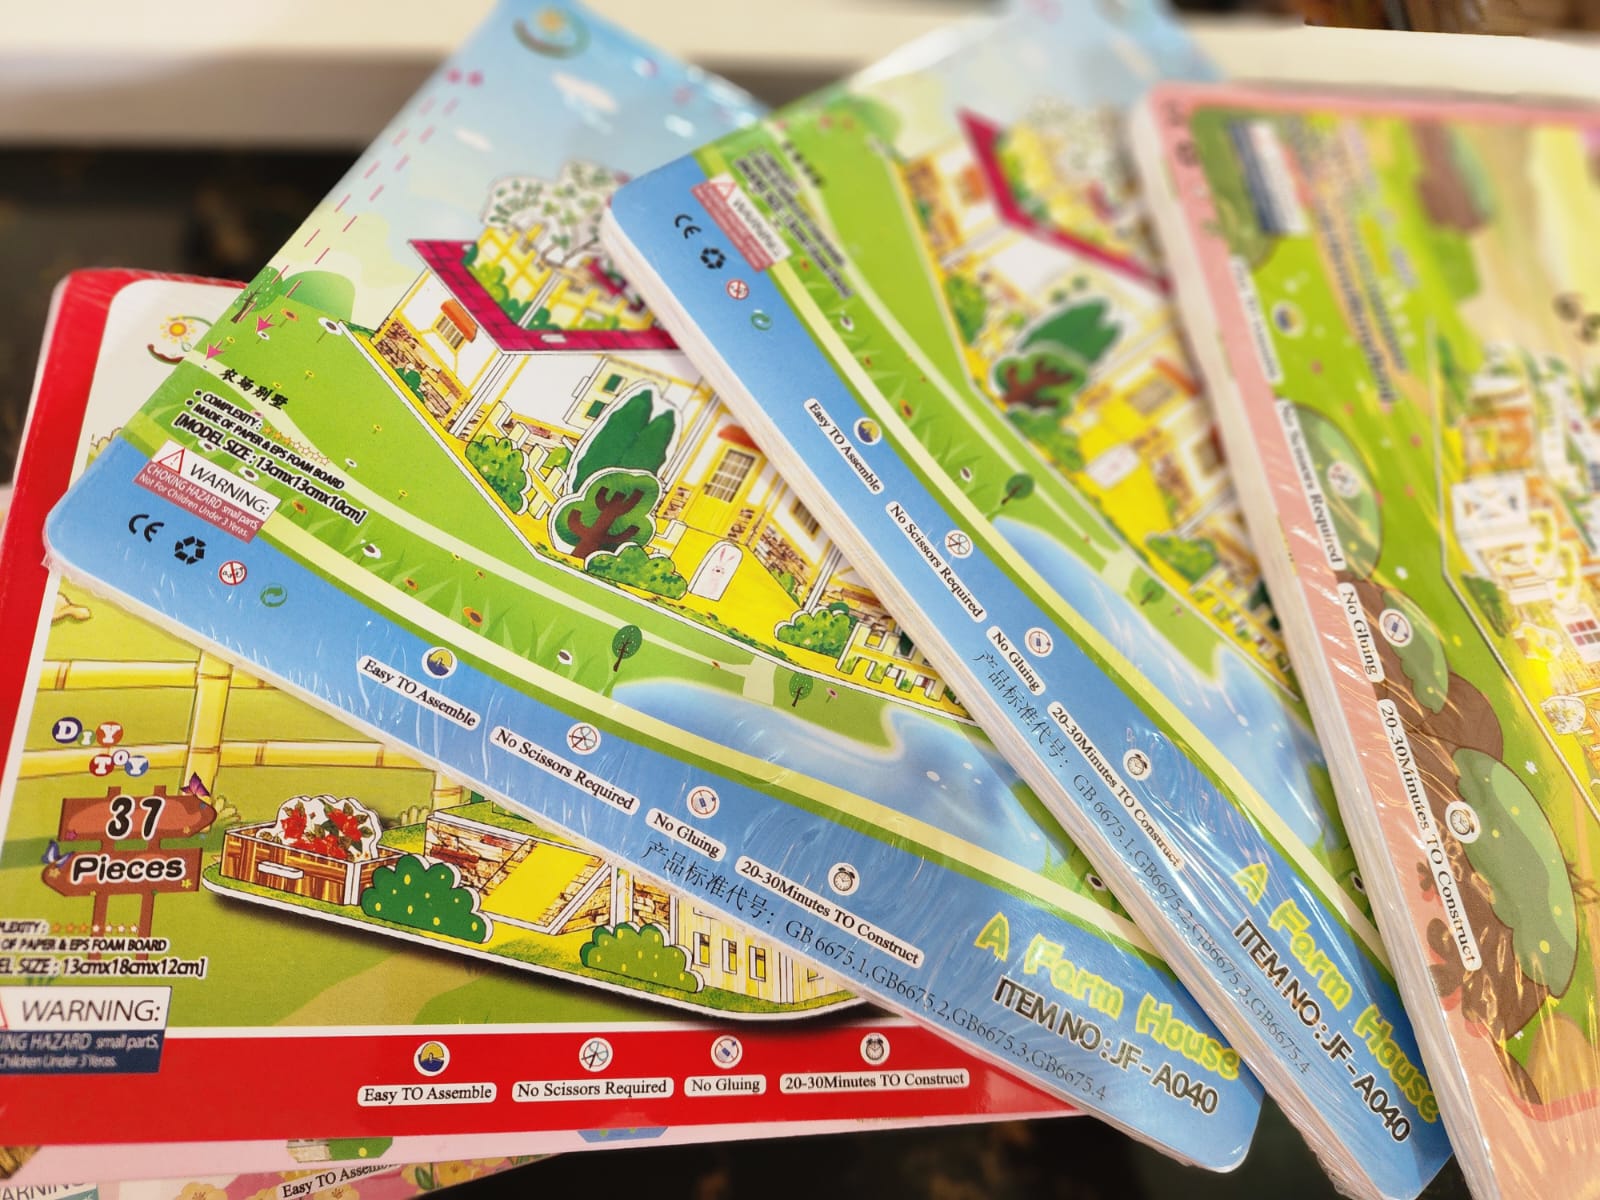 农场别墅
• COMPLEXITY :
• MADE OF PAPER & EPS FOAM BOARD
[MODEL SIZE : 13cmx13cmx10cm]
WARNING:
CHOKING HAZARD small partS,
Not For Children Under 3 Yeras.
CE
0-3
Easy TO Assemble
No Scissors Required
No Gluing
20-30Minutes TO Construct
产品标准代号: GB 6675.1,GB6675.2,GB6675.3,GB6675.4
A Farm House
ITEM NO : JF - A040
WARNING:
CE
Easy TO Assemble
No Scissors Required
No Gluing
20-30Minutes TO Construct
产品标准代号: GB 6675.1,GB6675.2,GB6675.3,GB6675.4
A Farm House
ITEM NO : JF - A040
No Scissors Required
No Gluing
20-30Minutes TO Construct
DIY
TOY
37
Pieces
PLEXITY :
OF PAPER & EPS FOAM BOARD
EL SIZE : 13cmx18cmx12cm]
WARNING:
ING HAZARD small partS,
Children Under 3 Yeras.
Easy TO Assemble
No Scissors Required
No Gluing
20-30Minutes TO Construct
ARNING
Easy TO Assemb